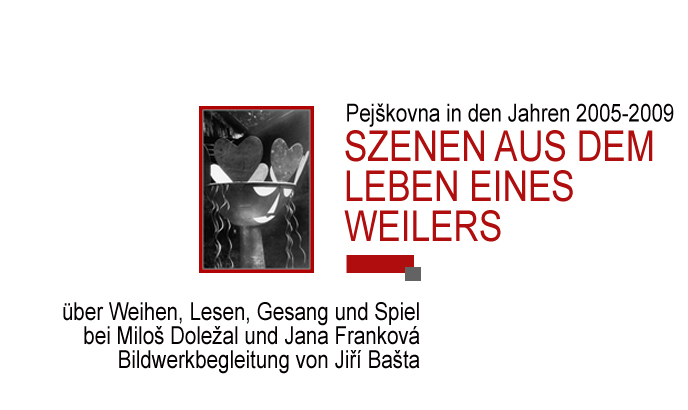 Pejškovna in den Jahren 2005-2009
SZENEN AUS DEM
LEBEN EINES
WEILERS
über Weihen, Lesen, Gesang und Spiel
bei Miloš Doležal und Jana Franková
Bildwerkbegleitung von Jiří Bašta